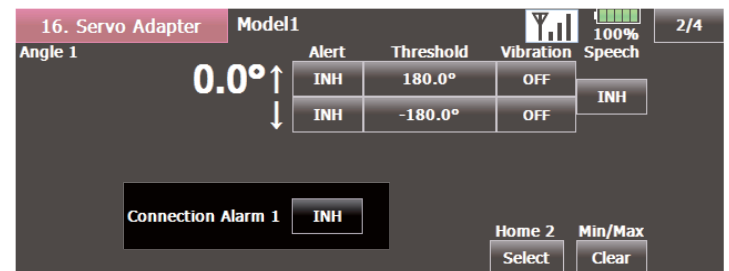 16. Servo Adapter Model1 100% 2/4
Angle 1 Alert Threshold Vibration Speech
0.0°↑ INH 180.0° OFF INH
↓ INH -180.0° OFF
Connection Alarm 1 INH
Home 2 Min/Max
Select Clear